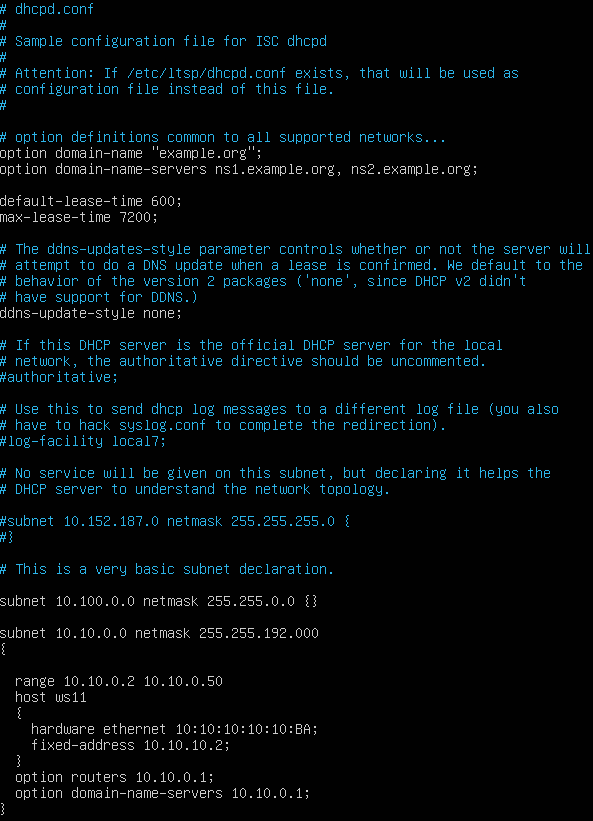 # dhcpd.conf
#
# Sample configuration file for ISC dhcpd
#
# Attention: If /etc/ltsp/dhcpd.conf exists, that will be used as
# configuration file instead of this file.
#
# option definitions common to all supported networks...
option domain-name "example.org";
option domain-name-servers ns1.example.org, ns2.example.org;
default-lease-time 600;
max-lease-time 7200;
# The ddns-updates-style parameter controls whether or not the server will
# attempt to do a DNS update when a lease is confirmed. We default to the
# behavior of the version 2 packages ('none', since DHCP v2 didn't
# have support for DDNS.)
ddns-update-style none;
# If this DHCP server is the official DHCP server for the local
# network, the authoritative directive should be uncommented.
#authoritative;
# Use this to send dhcp log messages to a different log file (you also
# have to hack syslog.conf to complete the redirection).
#log-facility local7;
# No service will be given on this subnet, but declaring it helps the
# DHCP server to understand the network topology.
#subnet 10.152.187.0 netmask 255.255.255.0 {
#}
# This is a very basic subnet declaration.
subnet 10.100.0.0 netmask 255.255.0.0 {}
subnet 10.10.0.0 netmask 255.255.192.000
{
  range 10.10.0.2 10.10.0.50
  host ws11
  {
    hardware ethernet 10:10:10:10:10:BA;
    fixed-address 10.10.10.2;
  }
  option routers 10.10.0.1;
  option domain-name-servers 10.10.0.1;
}